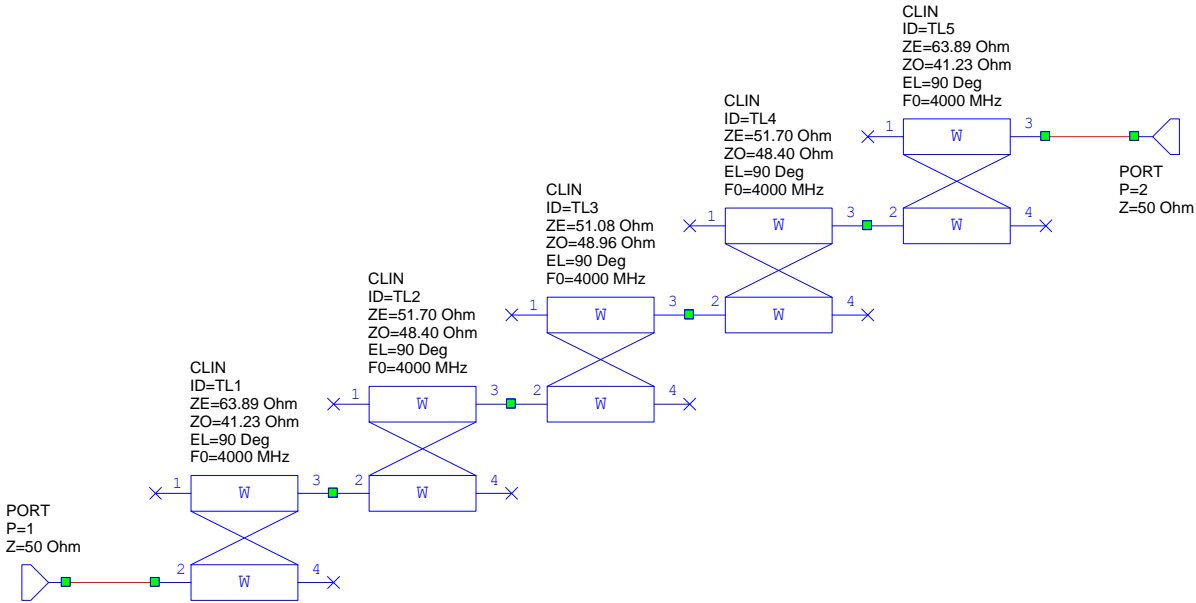 CLIN
ID=TL5
ZE=63.89 Ohm
ZO=41.23 Ohm
EL=90 Deg
F0=4000 MHz
1
W
3
2
W
4
PORT
P=2
Z=50 Ohm
CLIN
ID=TL4
ZE=51.70 Ohm
ZO=48.40 Ohm
EL=90 Deg
F0=4000 MHz
1
W
3
2
W
4
CLIN
ID=TL3
ZE=51.08 Ohm
ZO=48.96 Ohm
EL=90 Deg
F0=4000 MHz
1
W
3
2
W
4
CLIN
ID=TL2
ZE=51.70 Ohm
ZO=48.40 Ohm
EL=90 Deg
F0=4000 MHz
1
W
3
2
W
4
CLIN
ID=TL1
ZE=63.89 Ohm
ZO=41.23 Ohm
EL=90 Deg
F0=4000 MHz
1
W
3
2
W
4
PORT
P=1
Z=50 Ohm